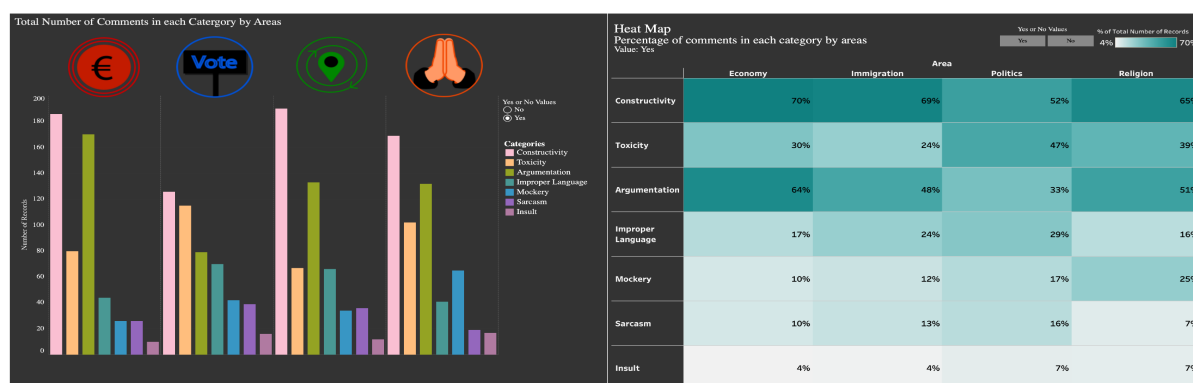 Total Number of Comments in each Catergory by Areas
€
Vote
200
180
160
140
120
100
80
60
40
20
0
Number of Records
Yes or No Values
No
Yes
Categories
Constructivity
Toxicity
Argumentation
Improper Language
Mockery
Sarcasm
Insult
Heat Map
Percentage of comments in each category by areas
Value: Yes
Yes or No Values
Yes No
% of Total Number of Records
4% 70%
Area
Economy Immigration Politics Religion
Constructivity 70% 69% 52% 65%
Toxicity 30% 24% 47% 39%
Argumentation 64% 48% 33% 51%
Improper
Language 17% 24% 29% 16%
Mockery 10% 12% 17% 25%
Sarcasm 10% 13% 16% 7%
Insult 4% 4% 7% 7%